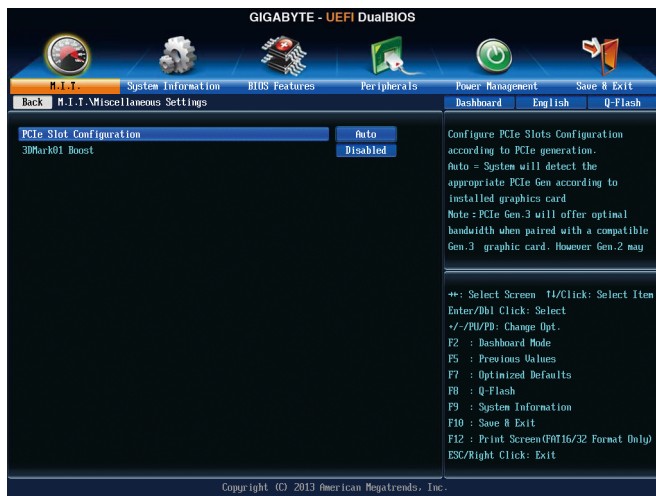 GIGABYTE - UEFI DualBIOS
M.I.T. System Information BIOS Features Peripherals Power Management Save & Exit
Back M.I.T.\Miscellaneous Settings Dashboard English Q-Flash
PCIe Slot Configuration Auto
3DMark01 Boost Disabled
Configure PCIe Slots Configuration
according to PCIe generation.
Auto = System will detect the
appropriate PCIe Gen according to
installed graphics card
Note : PCIe Gen.3 will offer optimal
bandwidth when paired with a compatible
Gen.3 graphic card. However Gen.2 may
→←: Select Screen ↑↓/Click: Select Item
Enter/Dbl Click: Select
+/-/PU/PD: Change Opt.
F2 : Dashboard Mode
F5 : Previous Values
F7 : Optimized Defaults
F8 : Q-Flash
F9 : System Information
F10 : Save & Exit
F12 : Print Screen(FAT16/32 Format Only)
ESC/Right Click: Exit
Copyright (C) 2013 American Megatrends, Inc.